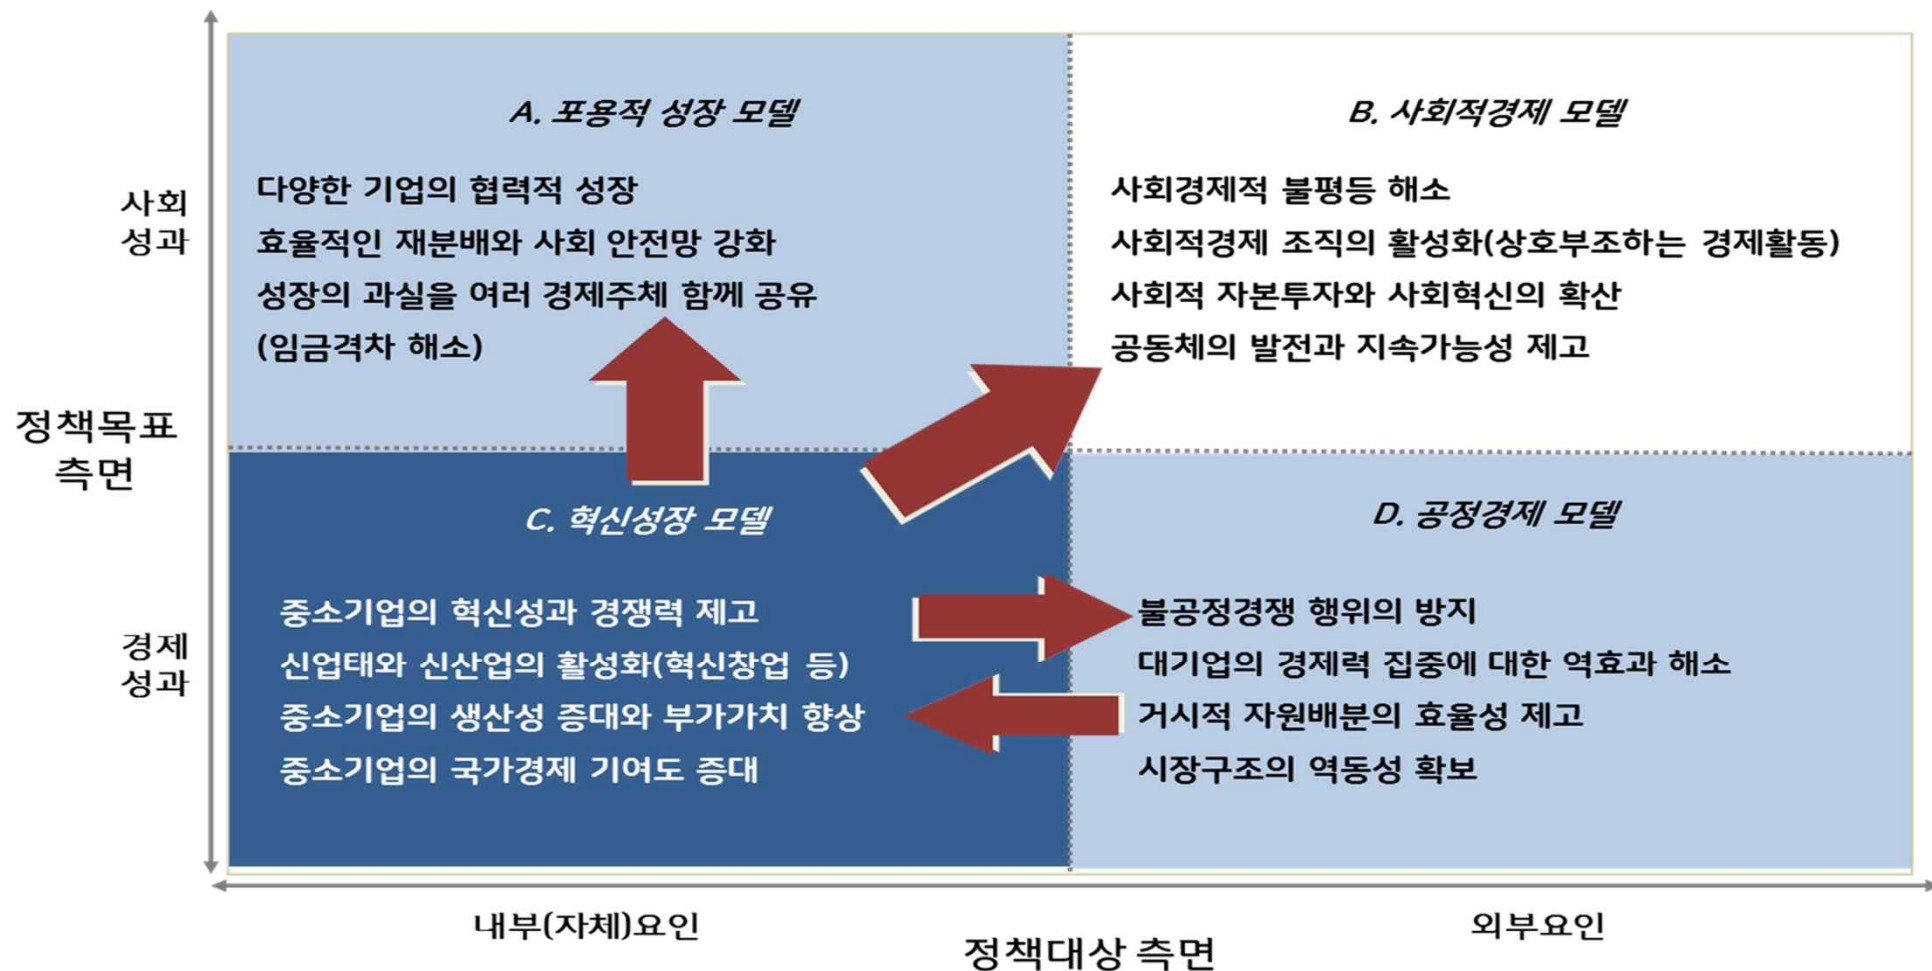 A. 포용적 성장 모델
다양한 기업의 협력적 성장
효율적인 재분배와 사회 안전망 강화
성장의 과실을 여러 경제주체 함께 공유
(임금격차 해소)
B. 사회적경제 모델
사회경제적 불평등 해소
사회적경제 조직의 활성화(상호부조하는 경제활동)
사회적 자본투자와 사회혁신의 확산
공동체의 발전과 지속가능성 제고
사회
성과
정책목표
측면
경제
성과
C. 혁신성장 모델
중소기업의 혁신성과 경쟁력 제고
신업태와 신산업의 활성화(혁신창업 등)
중소기업의 생산성 증대와 부가가치 향상
중소기업의 국가경제 기여도 증대
D. 공정경제 모델
불공정경쟁 행위의 방지
대기업의 경제력 집중에 대한 역효과 해소
거시적 자원배분의 효율성 제고
시장구조의 역동성 확보
내부(자체)요인
외부요인
정책대상 측면